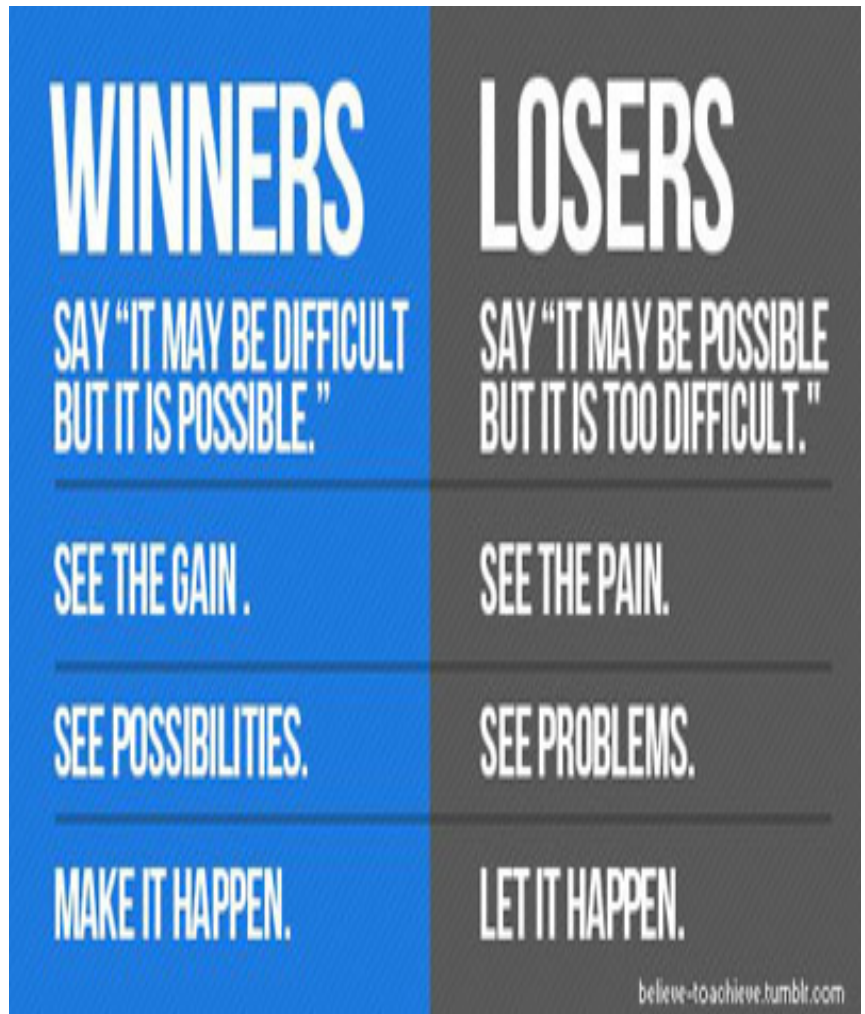 WINNERS
SAY “IT MAY BE DIFFICULT
BUT IT IS POSSIBLE.”
SEE THE GAIN .
SEE POSSIBILITIES.
MAKE IT HAPPEN.
LOSERS
SAY “IT MAY BE POSSIBLE
BUT IT IS TOO DIFFICULT."
SEE THE PAIN.
SEE PROBLEMS.
LET IT HAPPEN.
believe-toachieve.tumblr.com